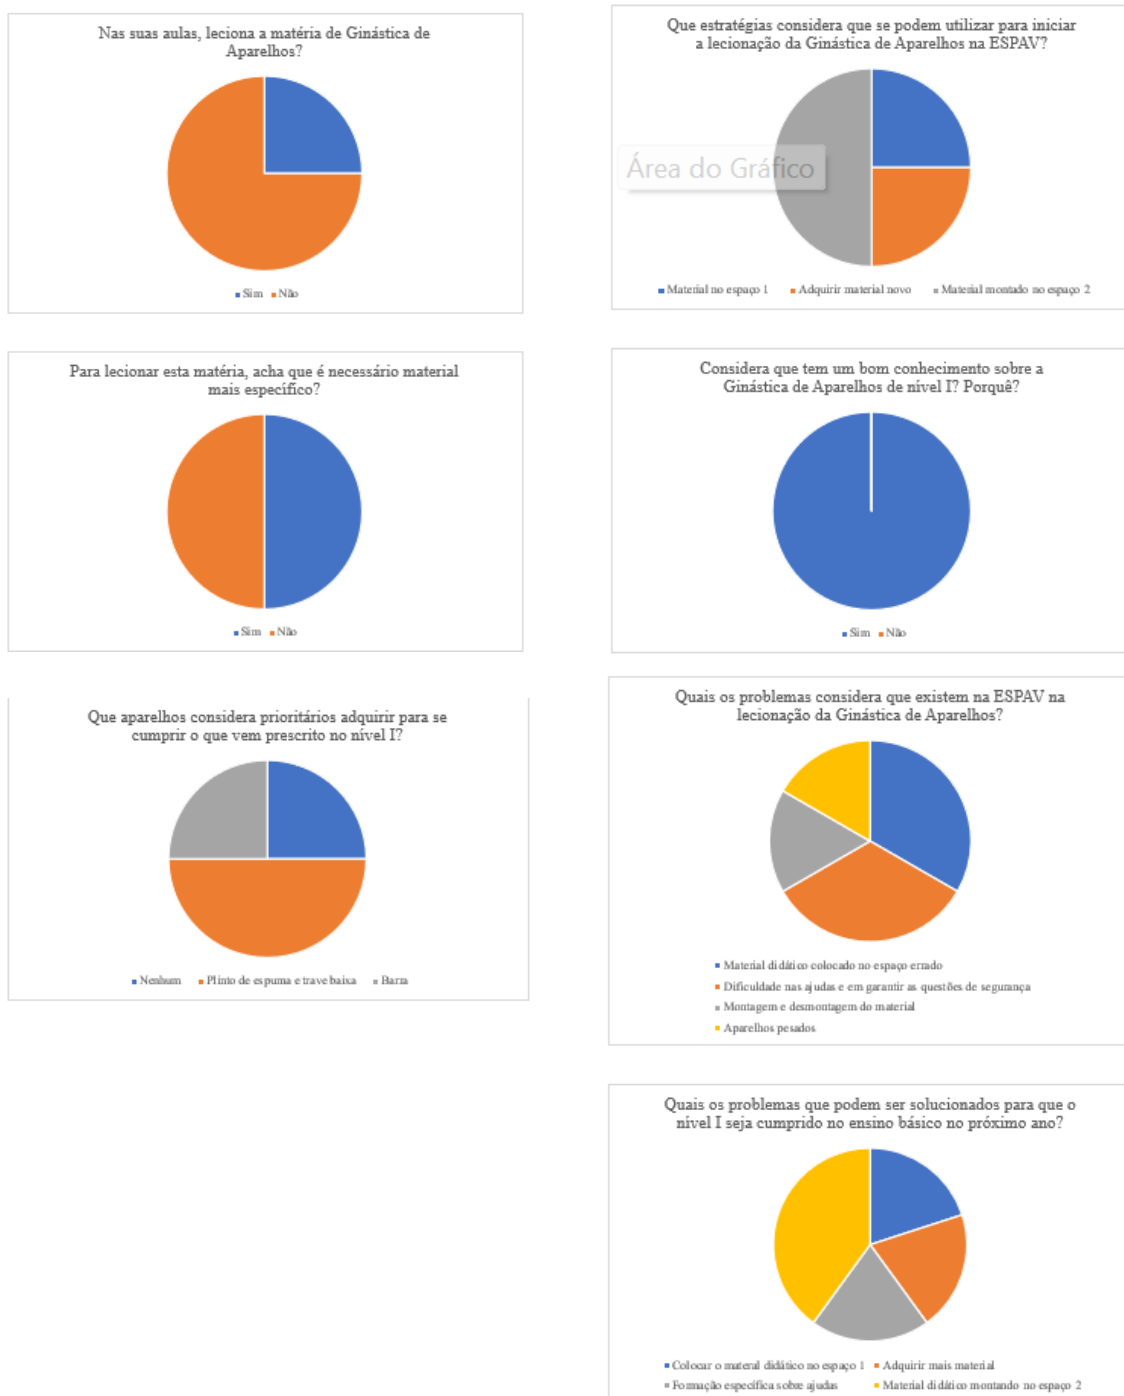 Nas suas aulas, leciona a matéria de Ginástica de
Aparelhos?
Sim Não
Que estratégias considera que se podem utilizar para iniciar
a lecionação da Ginástica de Aparelhos na ESPAV?
Área do Gráfico
Material no espaço 1 Adquirir material novo Material montado no espaço 2
Para lecionar esta matéria, acha que é necessário material
mais específico?
Sim Não
Considera que tem um bom conhecimento sobre a
Ginástica de Aparelhos de nível I? Porquê?
Sim Não
Que aparelhos considera prioritários adquirir para se
cumprir o que vem prescrito no nível I?
Nenhum Plinto de espuma e trave baixa Barra
Quais os problemas considera que existem na ESPAV na
lecionação da Ginástica de Aparelhos?
Material didático colocado no espaço errado
Dificuldade nas ajudas e em garantir as questões de segurança
Montagem e desmontagem do material
Aparelhos pesados
Quais os problemas que podem ser solucionados para que o
nível I seja cumprido no ensino básico no próximo ano?
Colocar o materal didático no espaço 1 Adquirir mais material
Formação específica sobre ajudas Material didático montando no espaço 2